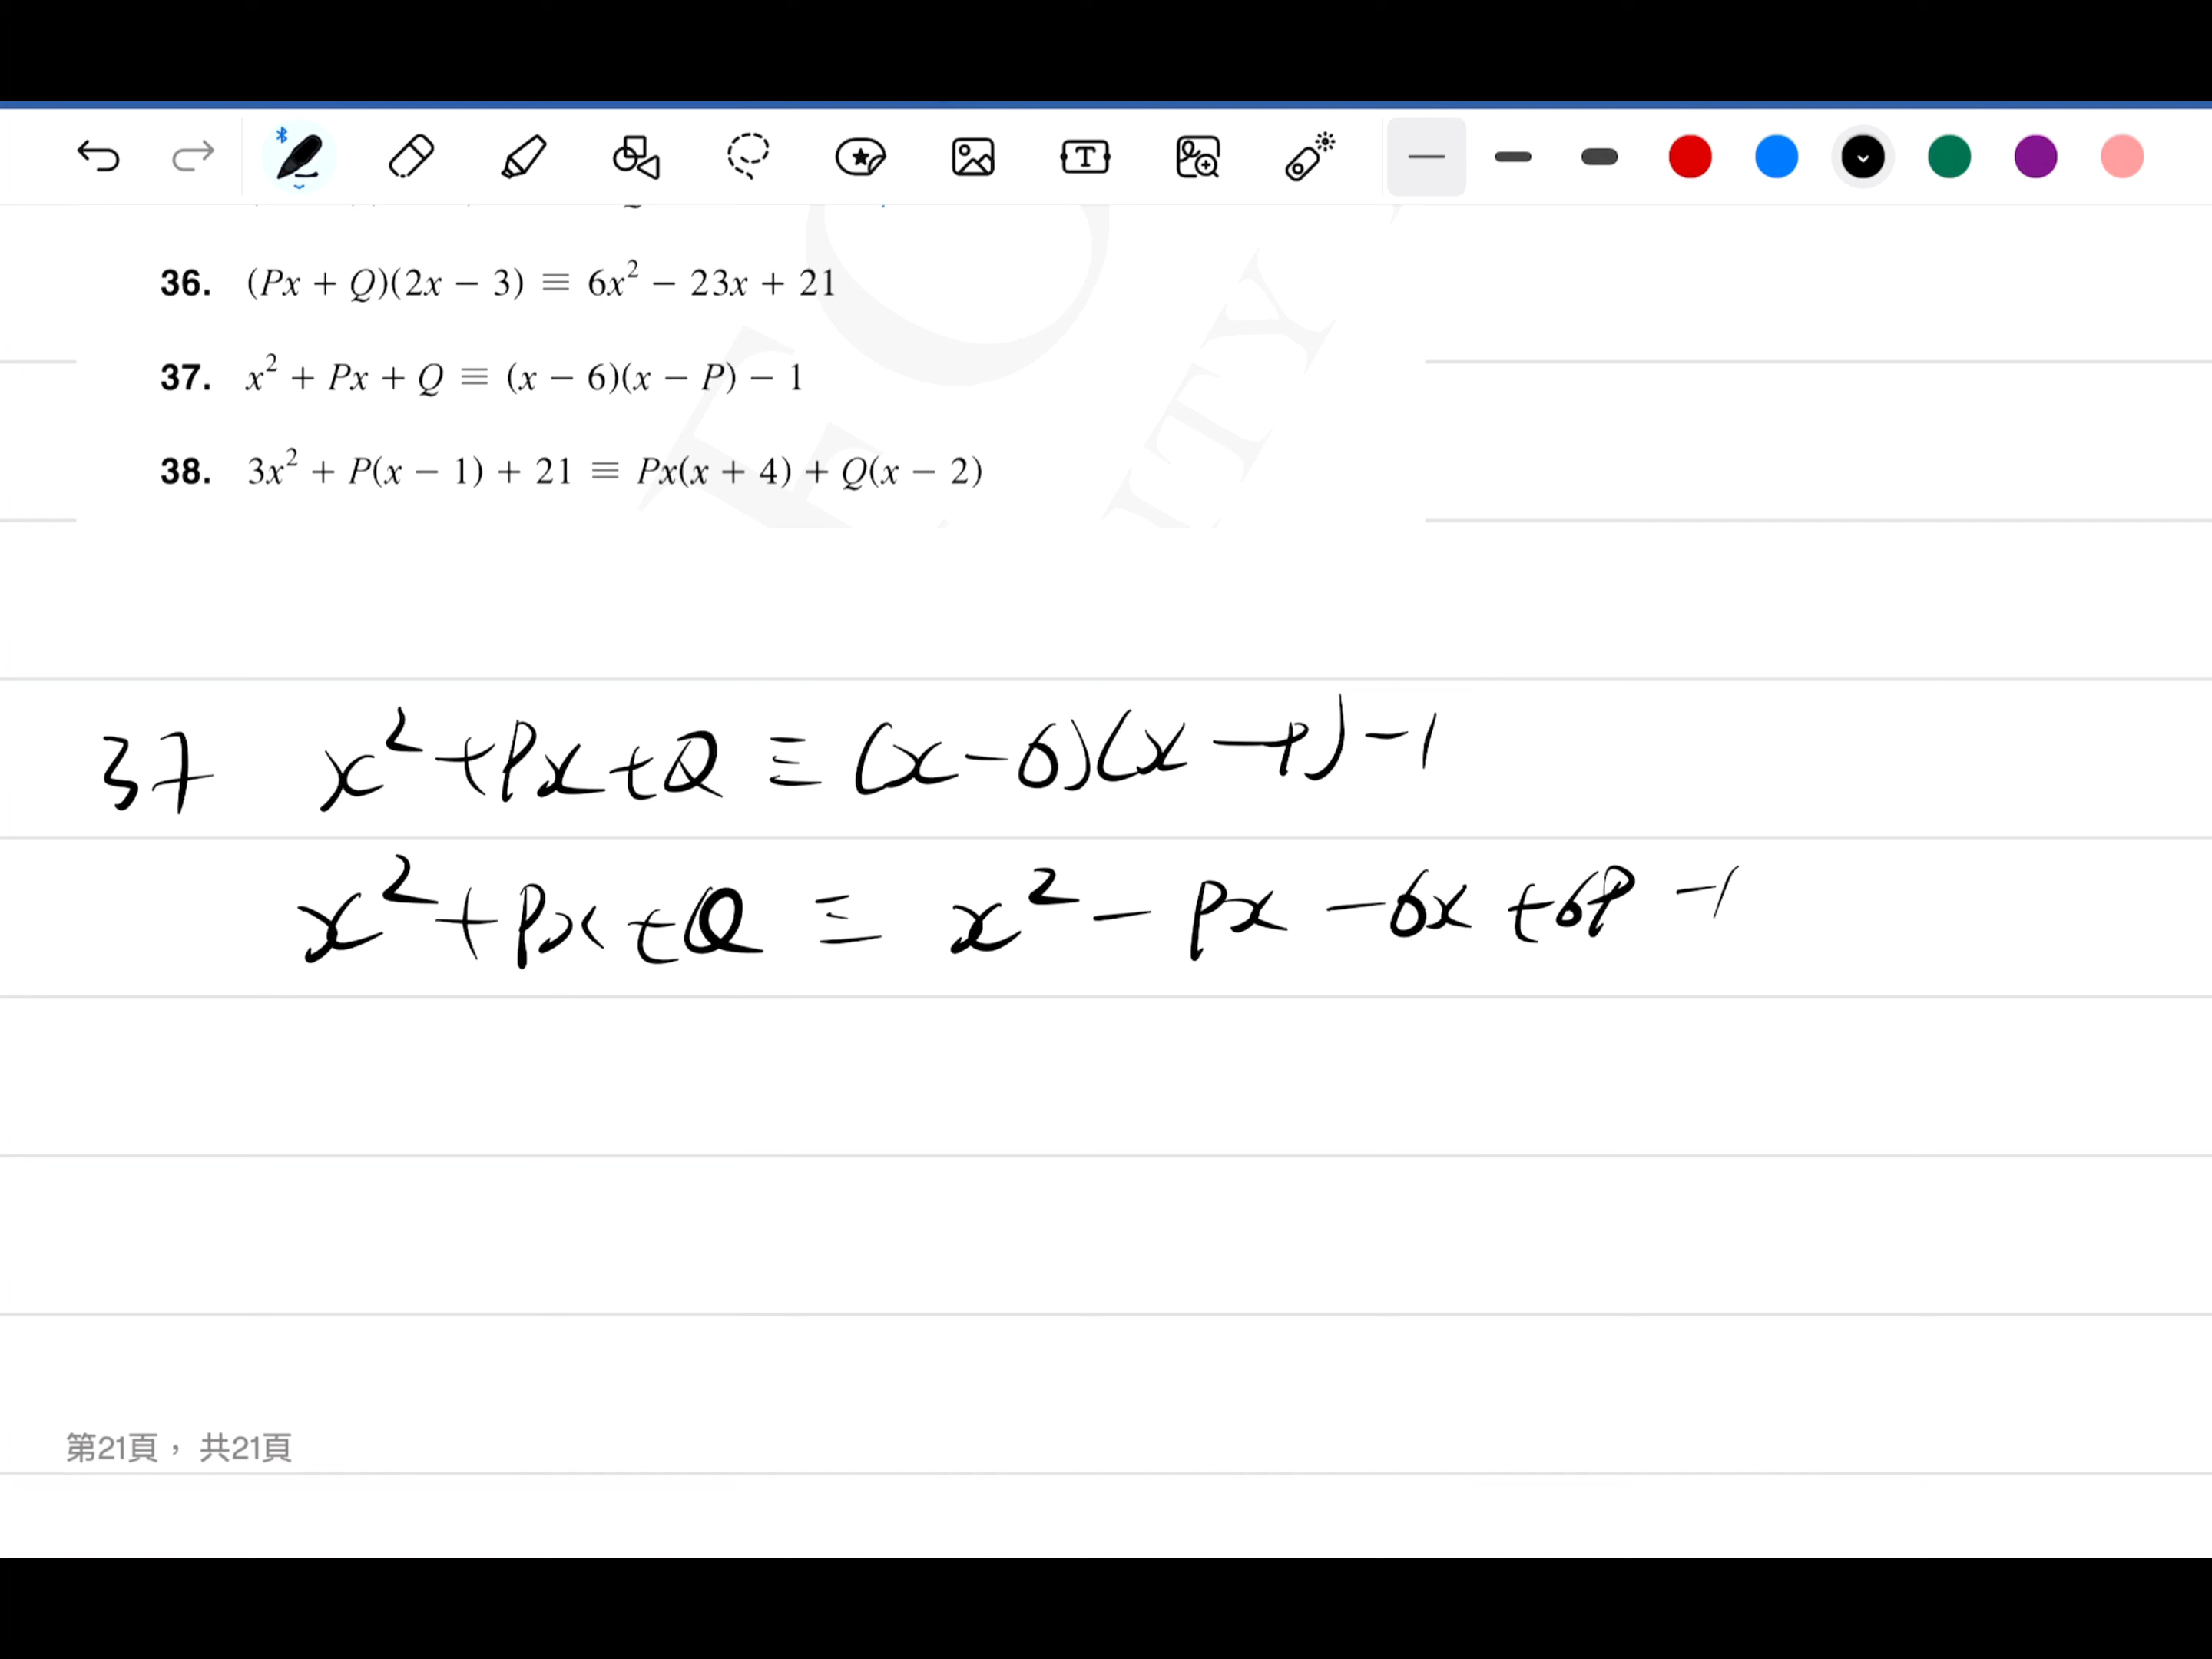 36. (Px + Q)(2x − 3) ≡ 6x² − 23x + 21
37. x² + Px + Q ≡ (x − 6)(x − P) − 1
38. 3x² + P(x − 1) + 21 ≡ Px(x + 4) + Q(x − 2)
37 x²+Px+Q ≡ (x−6)(x−P)−1
x²+Px+Q ≡ x²−Px−6x+6P−1
第21頁，共21頁